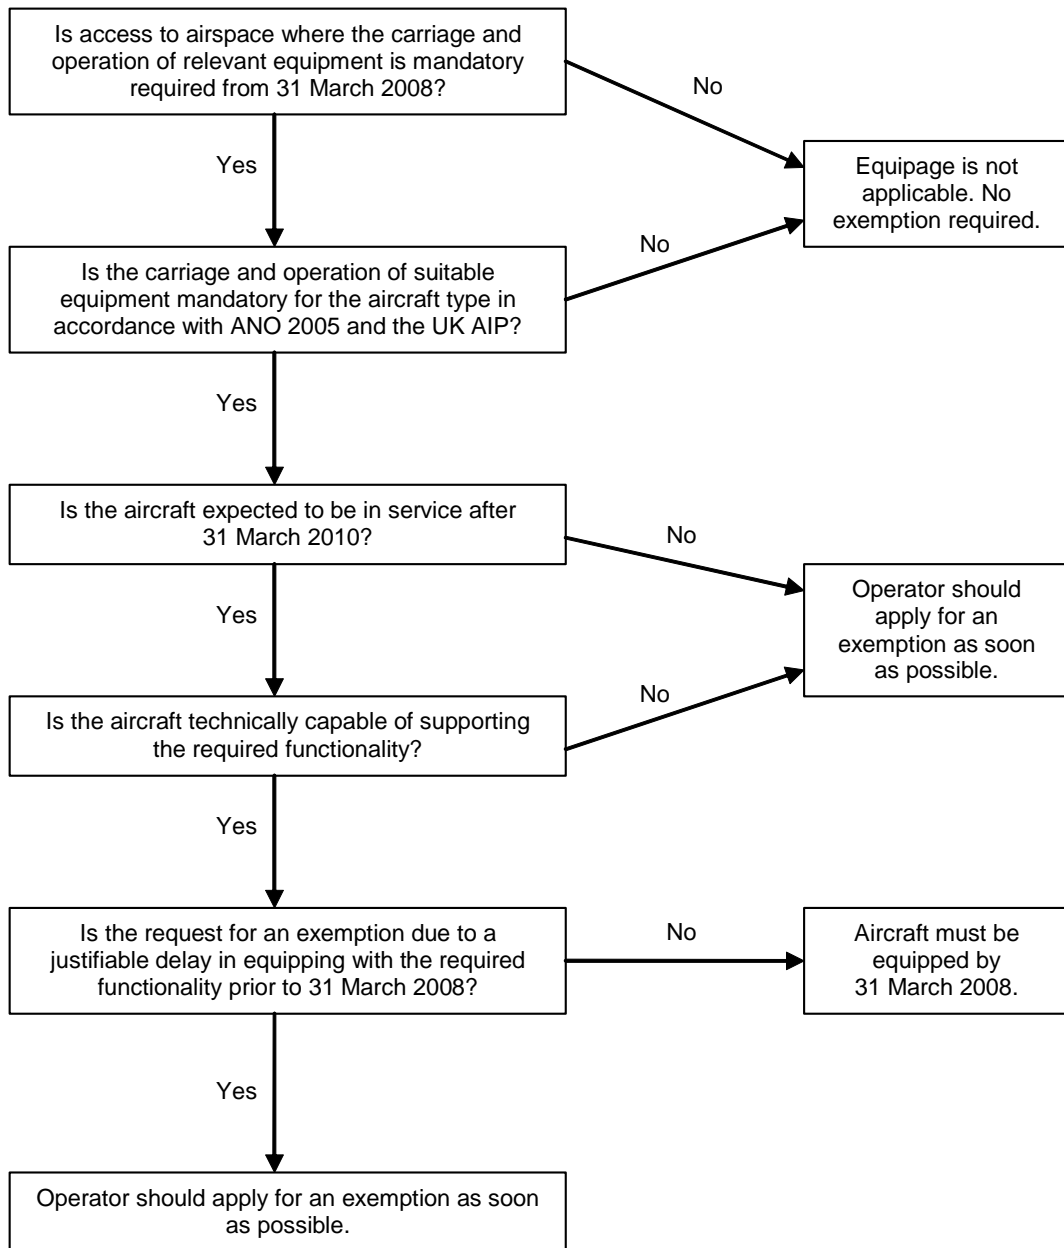 Is access to airspace where the carriage and
operation of relevant equipment is mandatory
required from 31 March 2008?
No
Yes
Equipage is not
applicable. No
exemption required.
No
Is the carriage and operation of suitable
equipment mandatory for the aircraft type in
accordance with ANO 2005 and the UK AIP?
Yes
Is the aircraft expected to be in service after
31 March 2010?
No
Yes
Operator should
apply for an
exemption as soon
as possible.
No
Is the aircraft technically capable of supporting
the required functionality?
Yes
Is the request for an exemption due to a
justifiable delay in equipping with the required
functionality prior to 31 March 2008?
No
Aircraft must be
equipped by
31 March 2008.
Yes
Operator should apply for an exemption as soon
as possible.